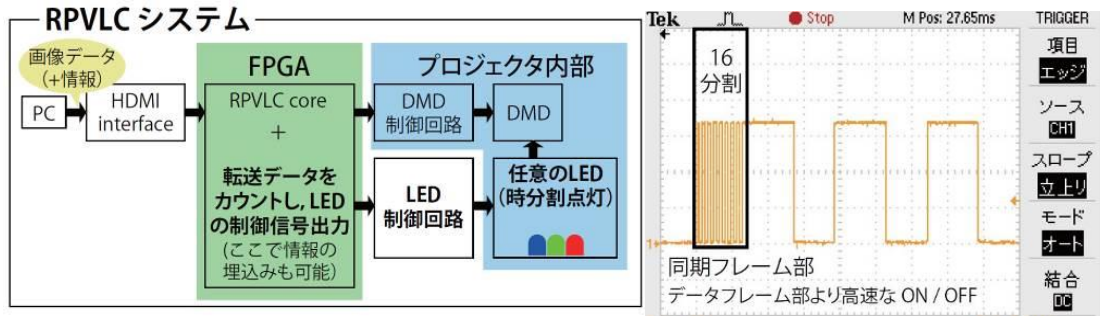 RPVLC システム
画像データ
(+情報)
PC
HDMI
interface
FPGA
RPVLC core
+
転送データを
カウントし, LED
の制御信号出力
(ここで情報の
埋込みも可能)
プロジェクタ内部
DMD
制御回路
DMD
LED
制御回路
任意のLED
(時分割点灯)
Tek
Stop
M Pos: 27.65ms
TRIGGER
16
分割
1
同期フレーム部
データフレーム部より高速な ON / OFF
項目
エッジ
ソース
CH1
スロープ
立上り
モード
オート
結合
DC